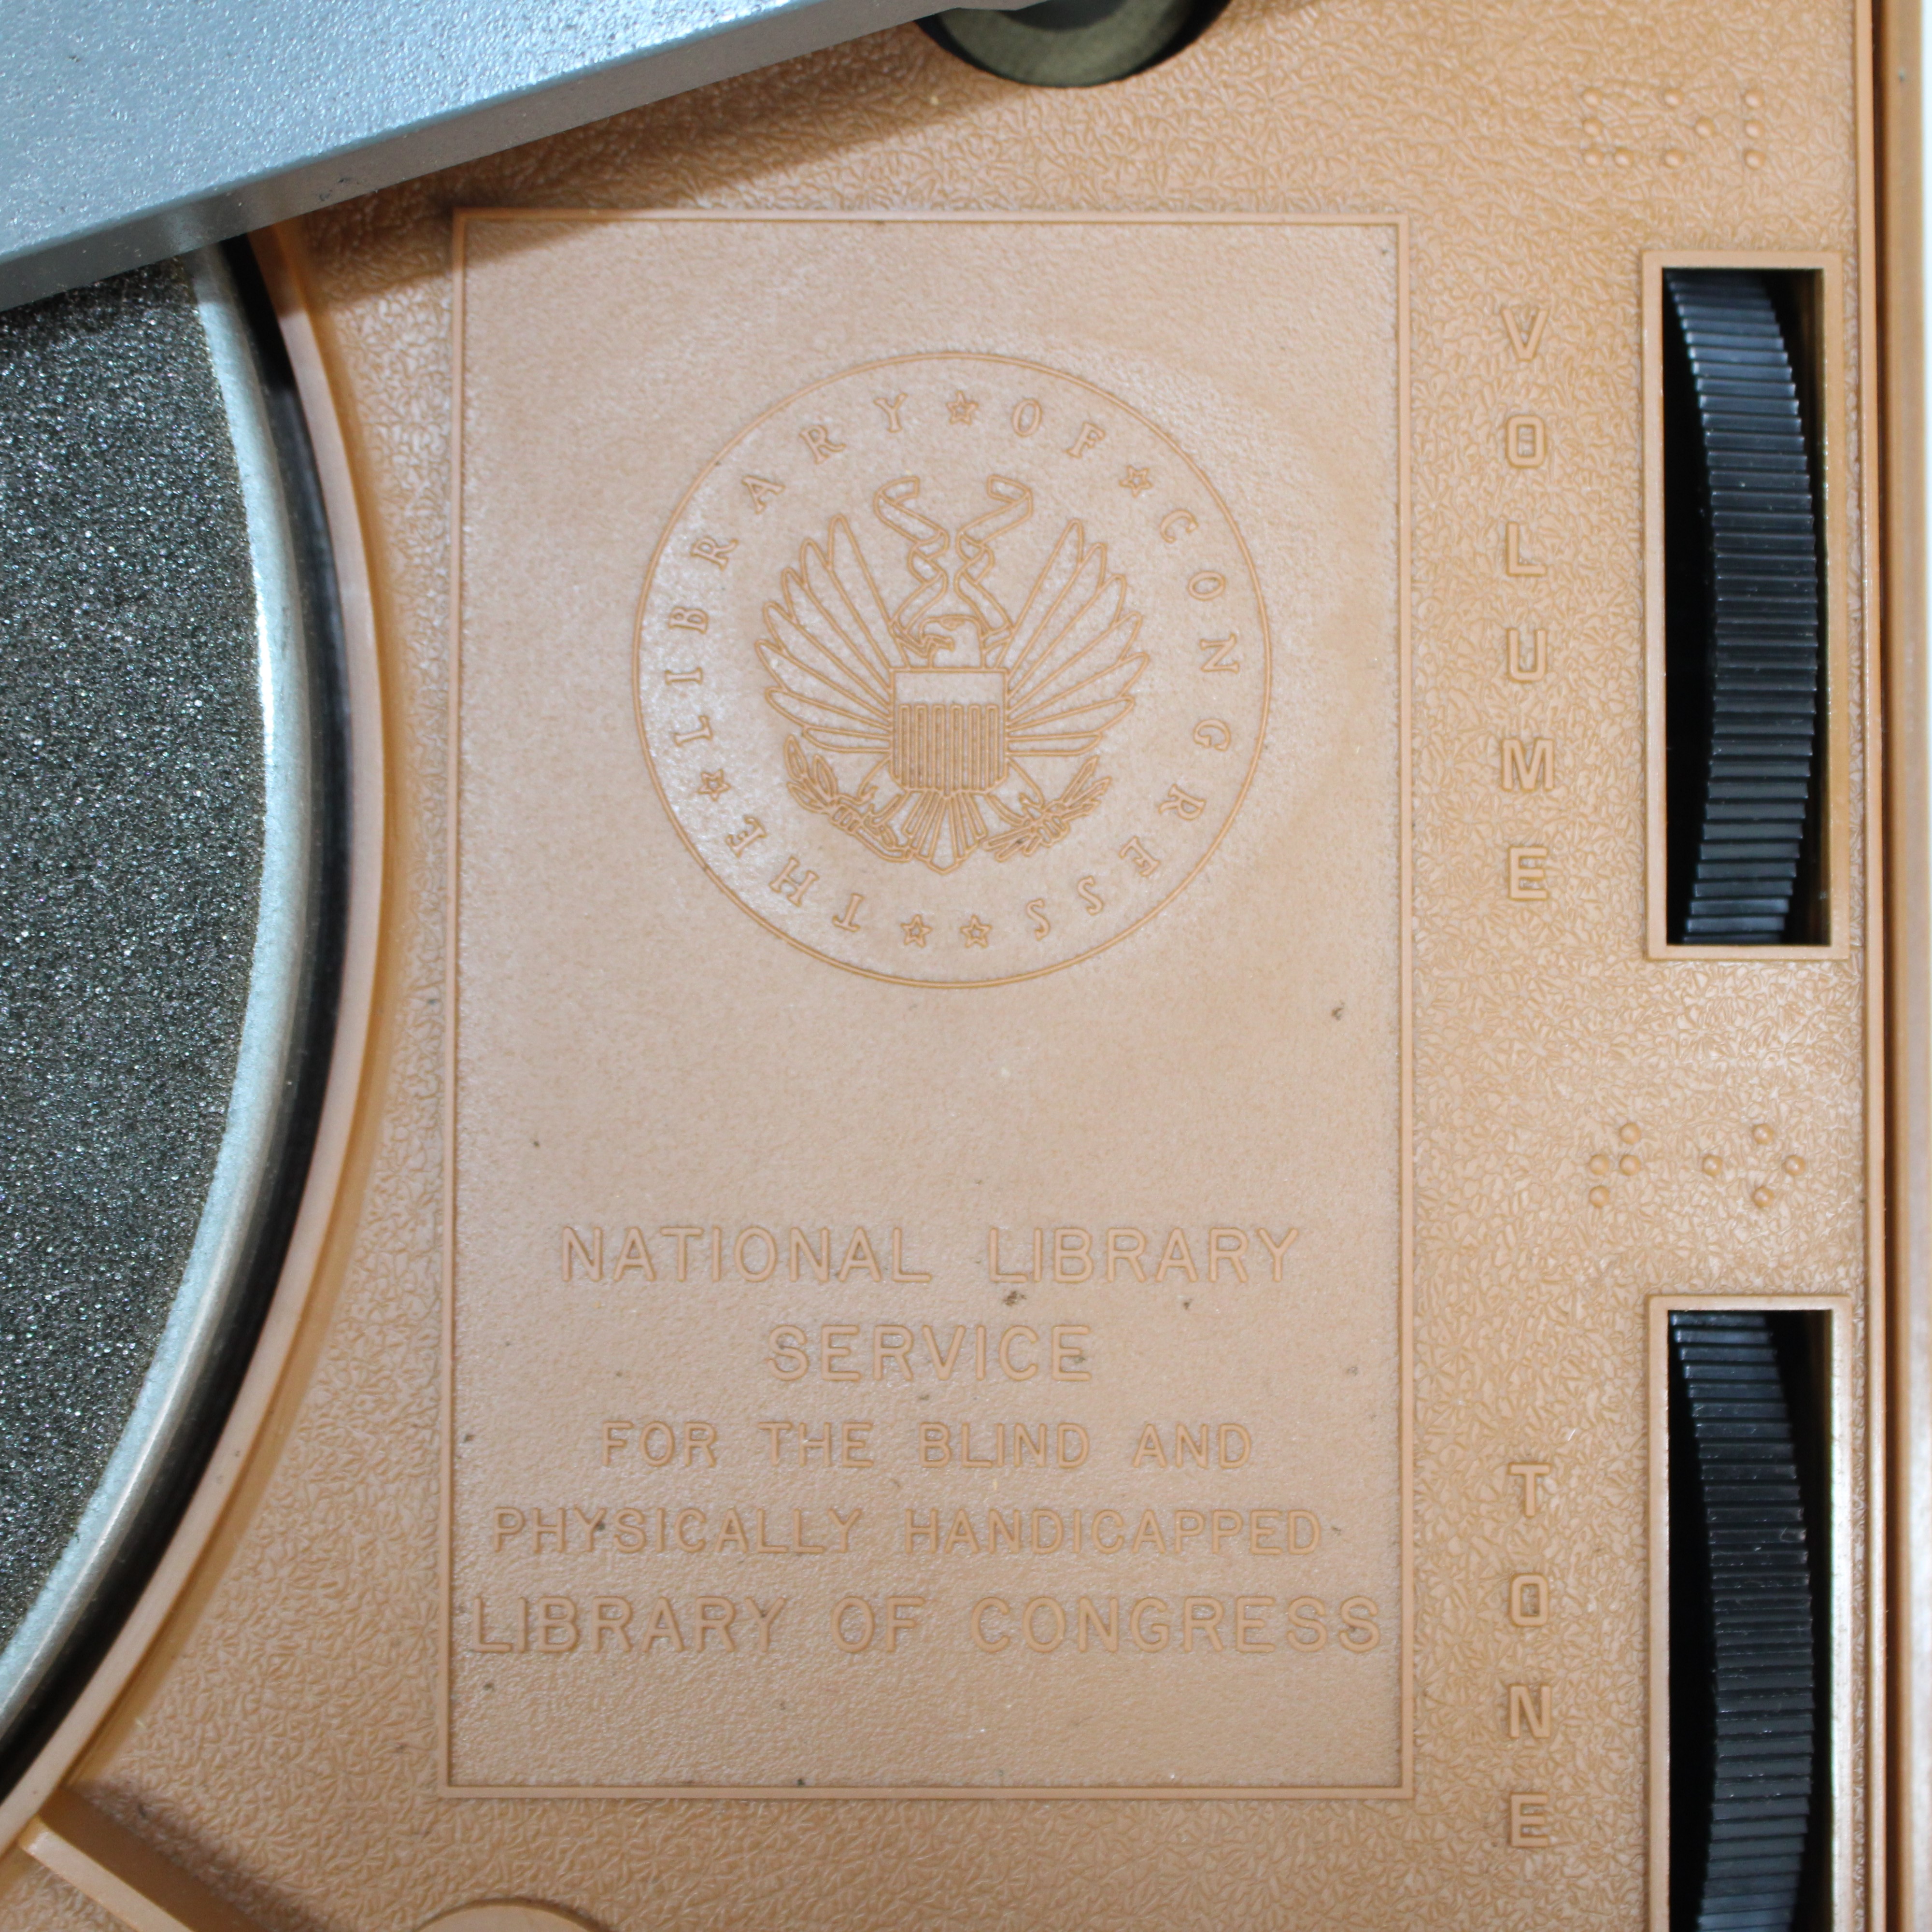 THE ☆ LIBRARY ☆ OF ☆ CONGRESS ☆ ☆
NATIONAL LIBRARY
SERVICE
FOR THE BLIND AND
PHYSICALLY HANDICAPPED
LIBRARY OF CONGRESS
⠧⠕⠇
VOLUME
⠞⠐⠕
TONE